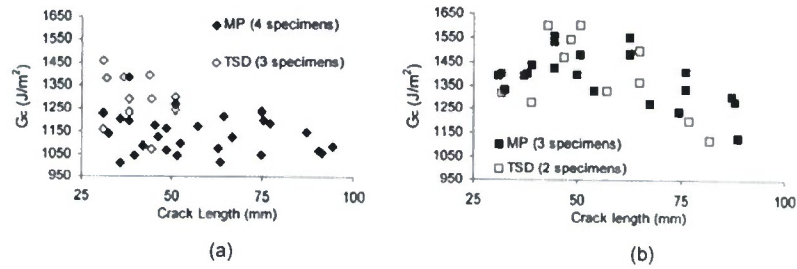 1650
1550
1450
1350
1250
1150
1050
950
Gc (J/m²)
MP (4 specimens)
TSD (3 specimens)
25
50
75
100
Crack Length (mm)
(a)
1650
1550
1450
1350
1250
1150
1050
950
Gc (J/m²)
MP (3 specimens)
TSD (2 specimens)
25
50
75
100
Crack length (mm)
(b)